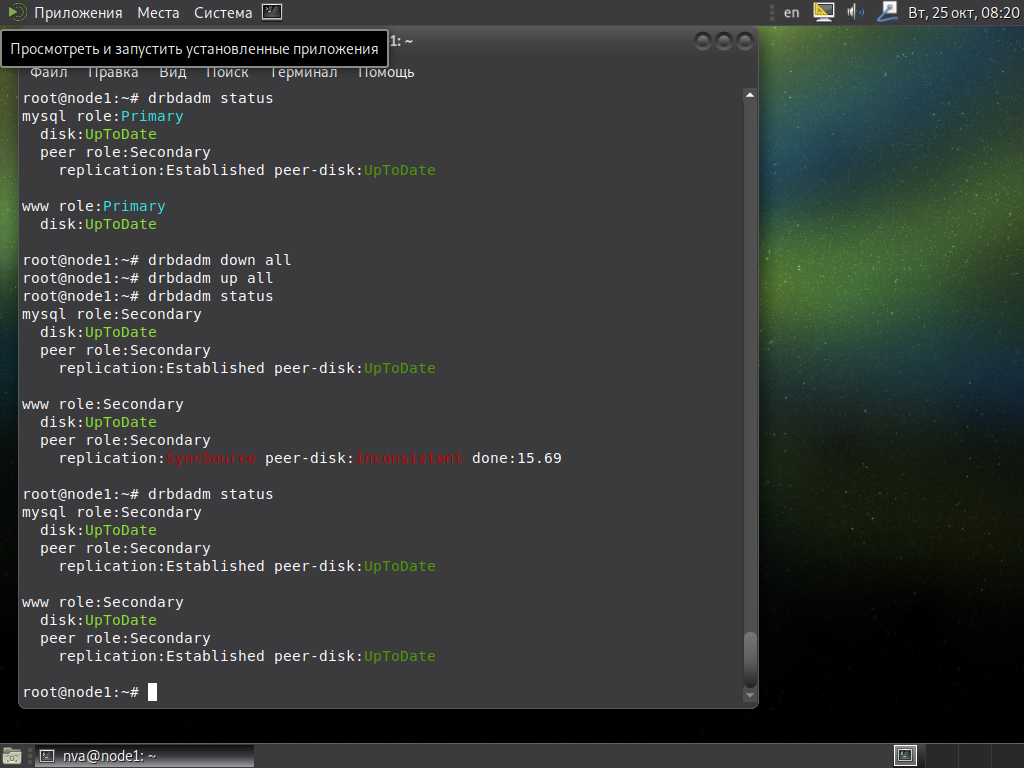 Приложения Места Система
en
Вт, 25 окт, 08:20
Просмотреть и запустить установленные приложения
1: ~
Файл Правка Вид Поиск Терминал Помощь
root@node1:~# drbdadm status
mysql role:Primary
  disk:UpToDate
  peer role:Secondary
    replication:Established peer-disk:UpToDate

www role:Primary
  disk:UpToDate

root@node1:~# drbdadm down all
root@node1:~# drbdadm up all
root@node1:~# drbdadm status
mysql role:Secondary
  disk:UpToDate
  peer role:Secondary
    replication:Established peer-disk:UpToDate

www role:Secondary
  disk:UpToDate
  peer role:Secondary
    replication:SyncSource peer-disk:Inconsistent done:15.69

root@node1:~# drbdadm status
mysql role:Secondary
  disk:UpToDate
  peer role:Secondary
    replication:Established peer-disk:UpToDate

www role:Secondary
  disk:UpToDate
  peer role:Secondary
    replication:Established peer-disk:UpToDate

root@node1:~#
nva@node1: ~